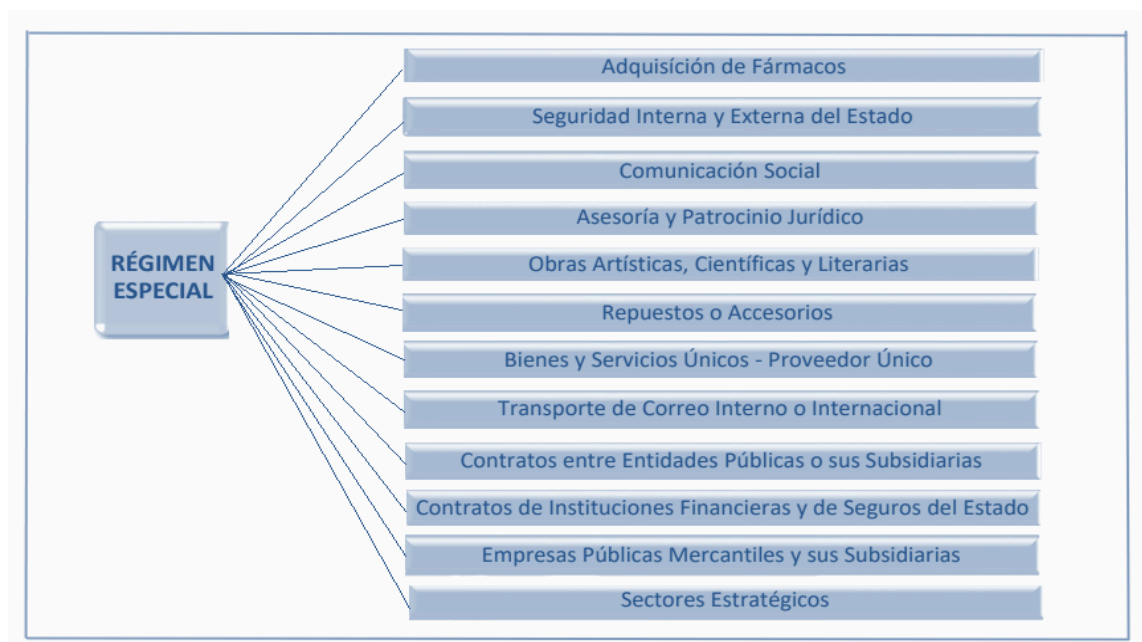 RÉGIMEN
ESPECIAL
Adquisíción de Fármacos
Seguridad Interna y Externa del Estado
Comunicación Social
Asesoría y Patrocinio Jurídico
Obras Artísticas, Científicas y Literarias
Repuestos o Accesorios
Bienes y Servicios Únicos - Proveedor Único
Transporte de Correo Interno o Internacional
Contratos entre Entidades Públicas o sus Subsidiarias
Contratos de Instituciones Financieras y de Seguros del Estado
Empresas Públicas Mercantiles y sus Subsidiarias
Sectores Estratégicos